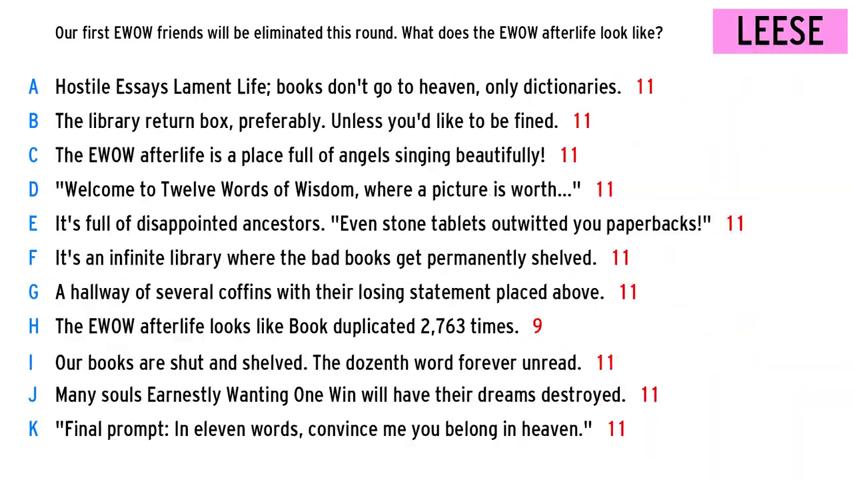 Our first EWOW friends will be eliminated this round. What does the EWOW afterlife look like?
LEESE
A Hostile Essays Lament Life; books don't go to heaven, only dictionaries. 11
B The library return box, preferably. Unless you'd like to be fined. 11
C The EWOW afterlife is a place full of angels singing beautifully! 11
D "Welcome to Twelve Words of Wisdom, where a picture is worth..." 11
E It's full of disappointed ancestors. "Even stone tablets outwitted you paperbacks!" 11
F It's an infinite library where the bad books get permanently shelved. 11
G A hallway of several coffins with their losing statement placed above. 11
H The EWOW afterlife looks like Book duplicated 2,763 times. 9
I Our books are shut and shelved. The dozenth word forever unread. 11
J Many souls Earnestly Wanting One Win will have their dreams destroyed. 11
K "Final prompt: In eleven words, convince me you belong in heaven." 11